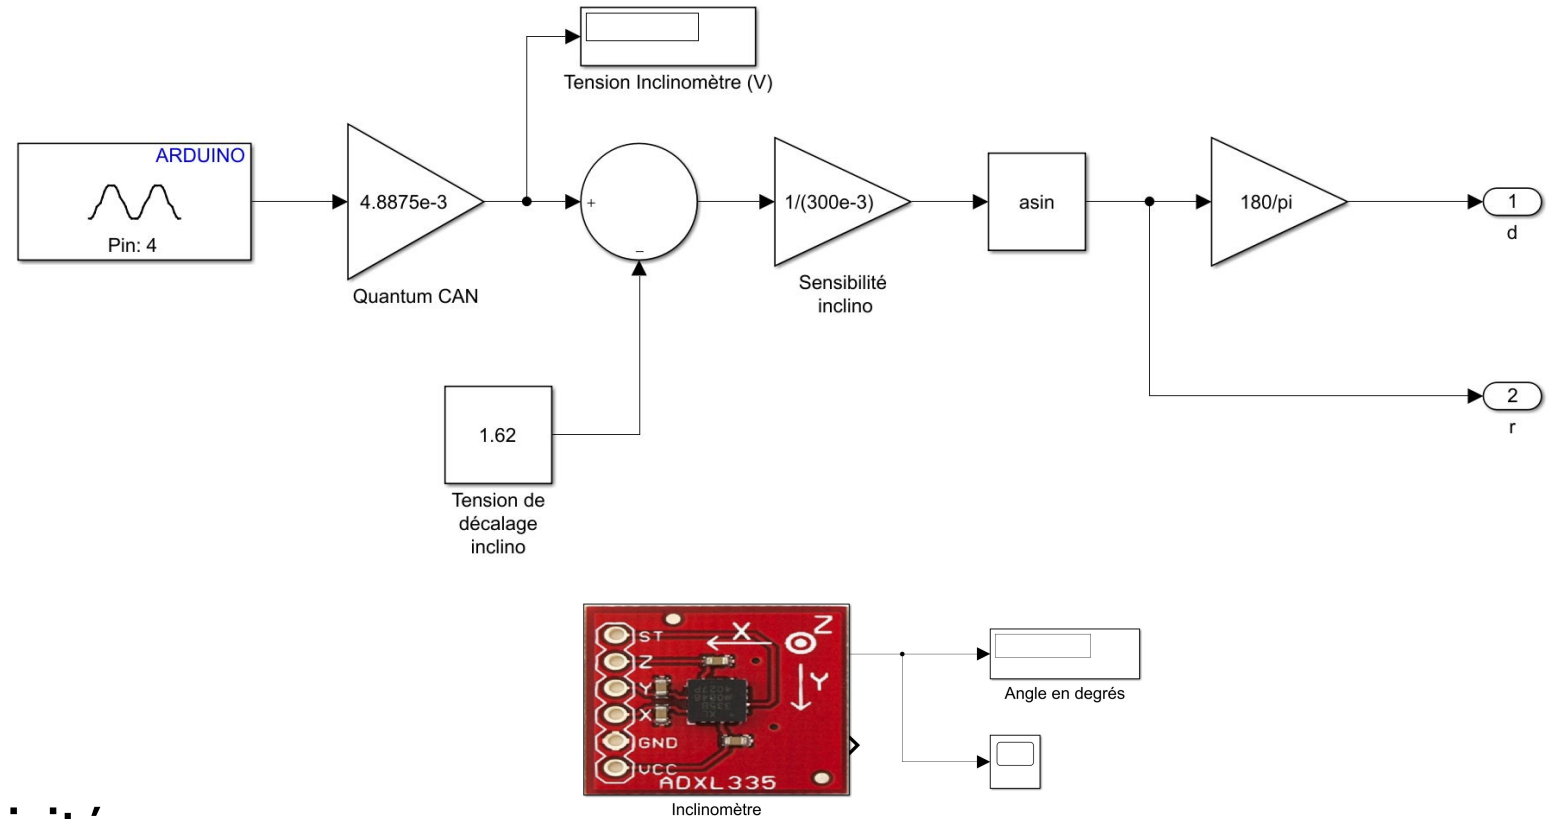 Tension Inclinomètre (V)
ARDUINO
Pin: 4
4.8875e-3
Quantum CAN
+
−
1/(300e-3)
Sensibilité
inclino
asin
180/pi
1
d
2
r
1.62
Tension de
décalage
inclino
ST
Z
Y
X
GND
VCC
X
Z
Y
ADXL335
Inclinomètre
Angle en degrés